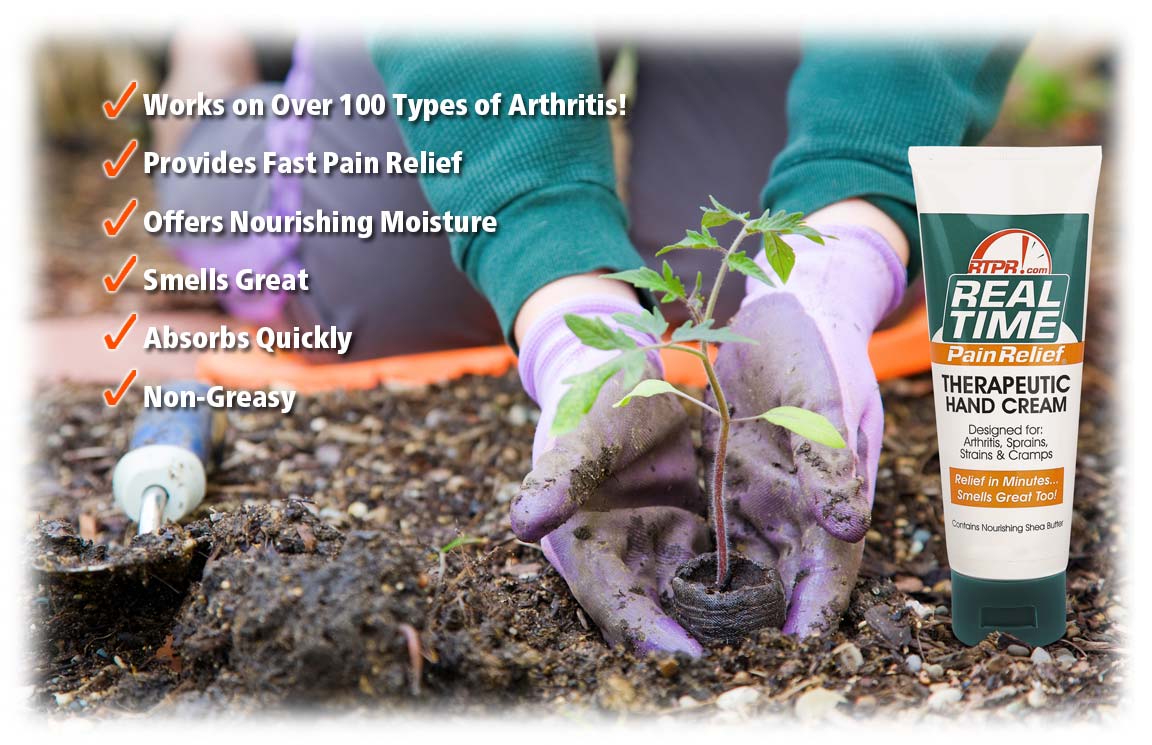 Works on Over 100 Types of Arthritis!
Provides Fast Pain Relief
Offers Nourishing Moisture
Smells Great
Absorbs Quickly
Non-Greasy
RTPR!.com
REAL
TIME
Pain Relief
THERAPEUTIC
HAND CREAM
Designed for:
Arthritis, Sprains,
Strains & Cramps
Relief in Minutes...
Smells Great Too!
Contains Nourishing Shea Butter